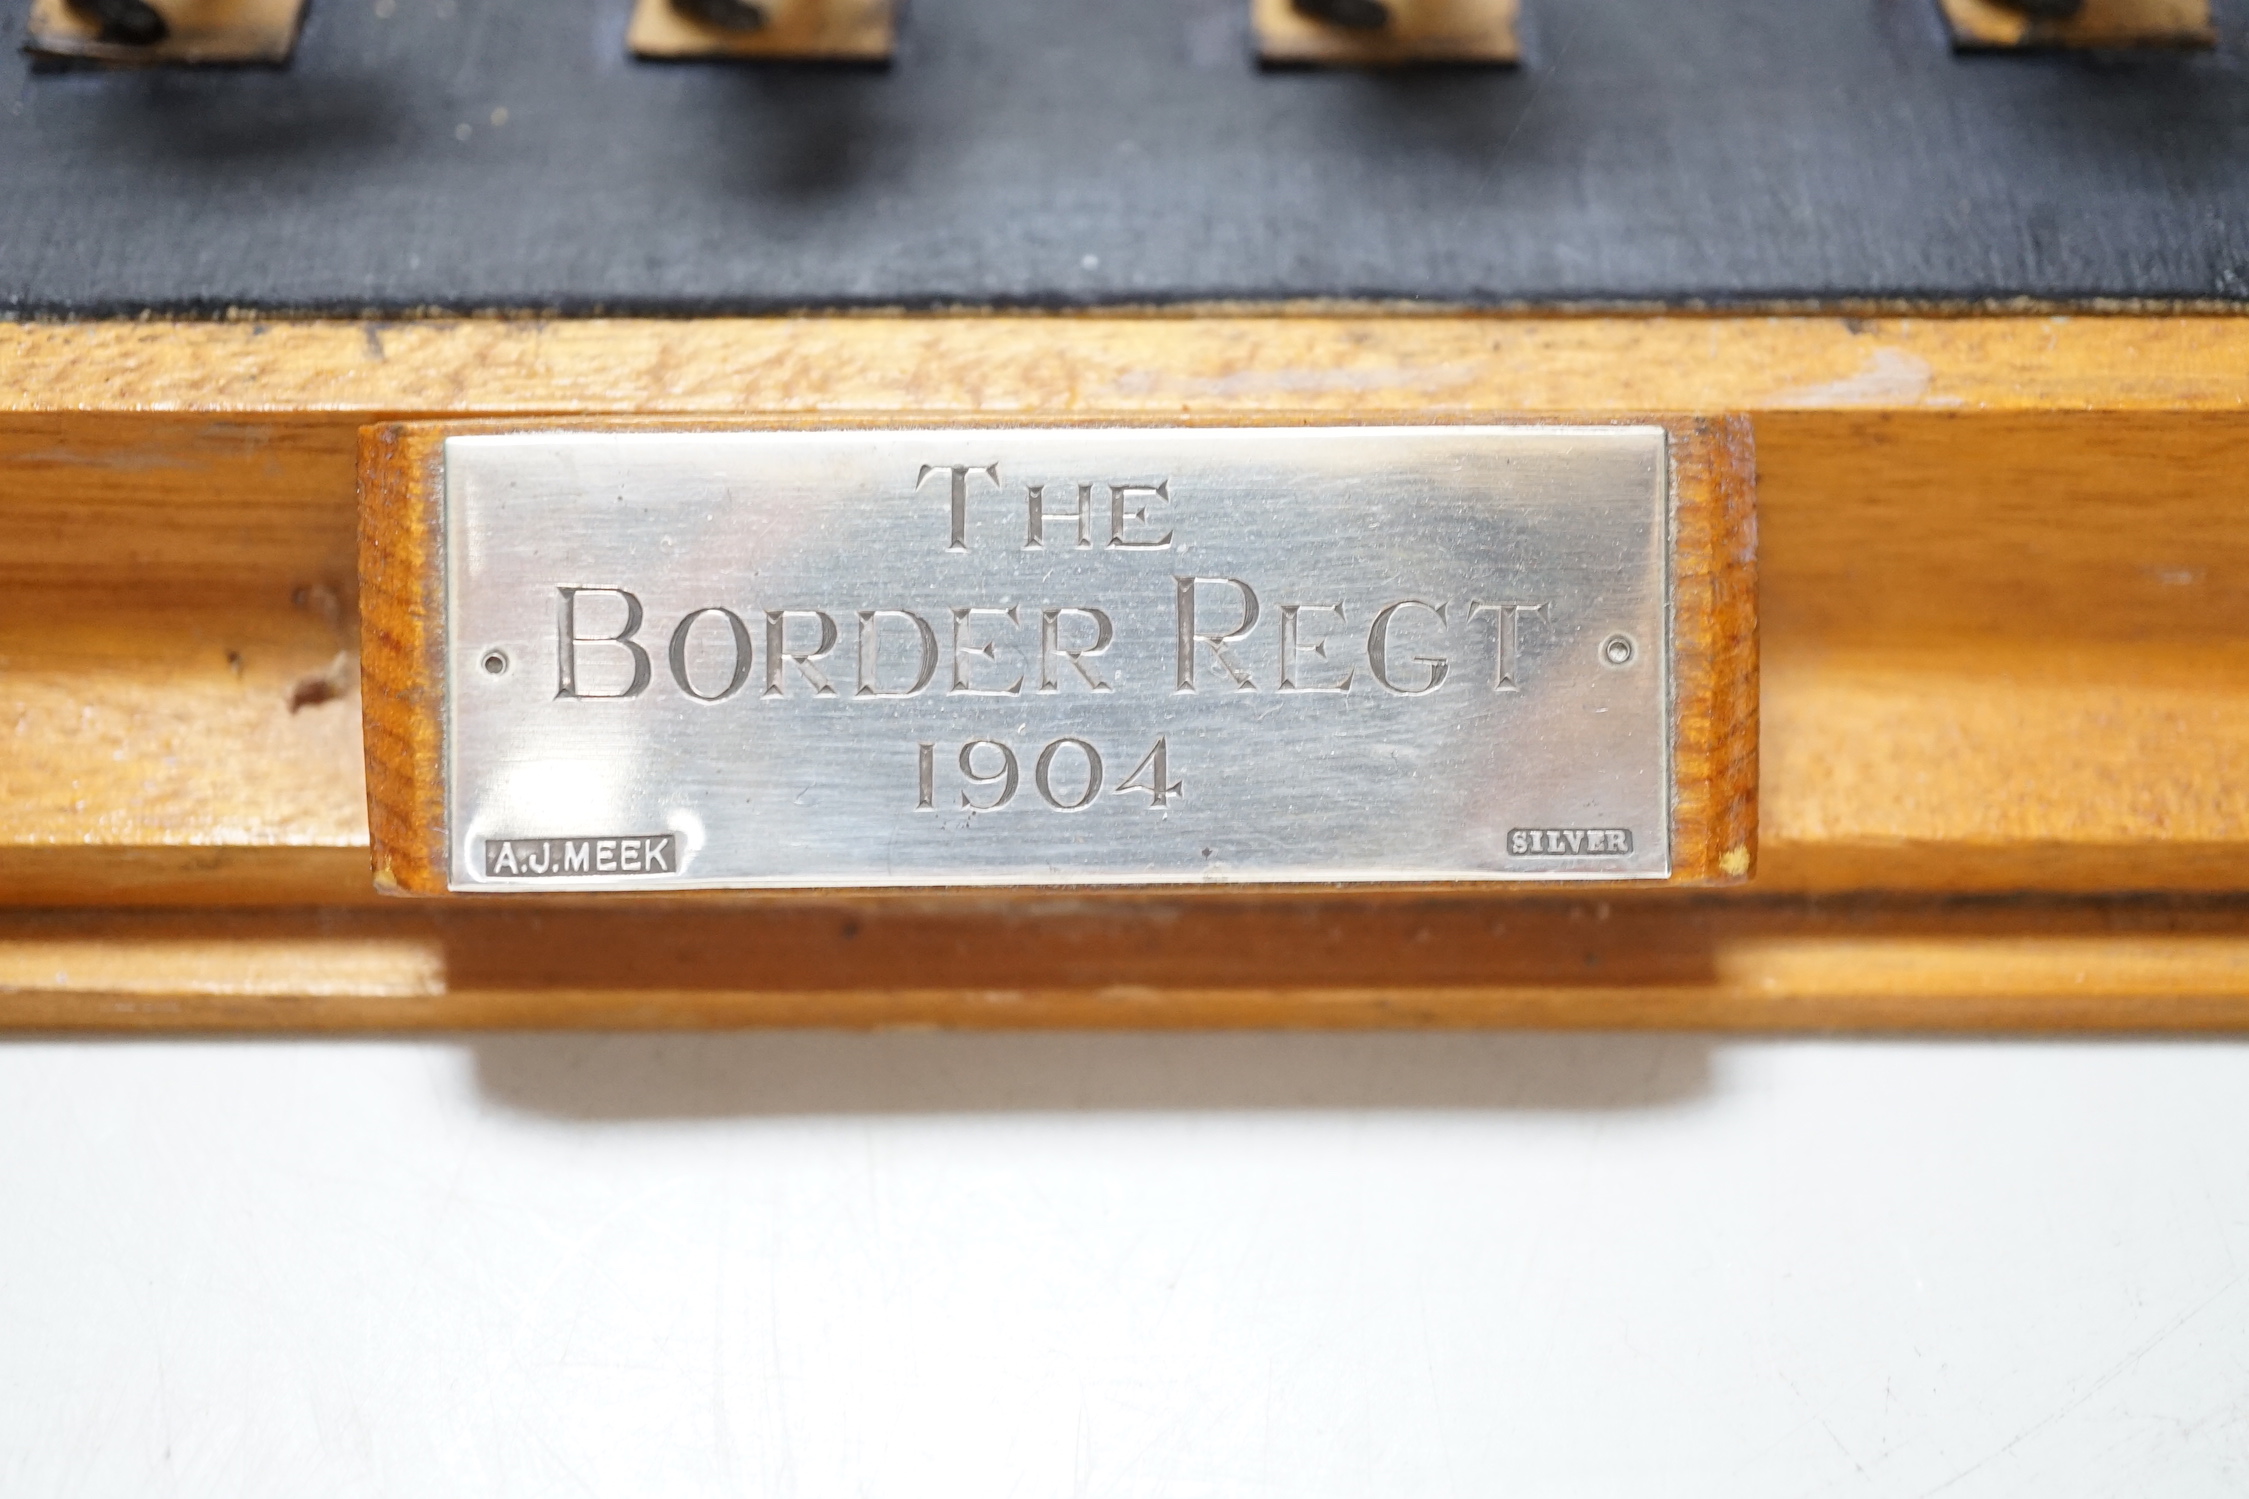 THE
BORDER REGT
1904
A.J.MEEK
SILVER